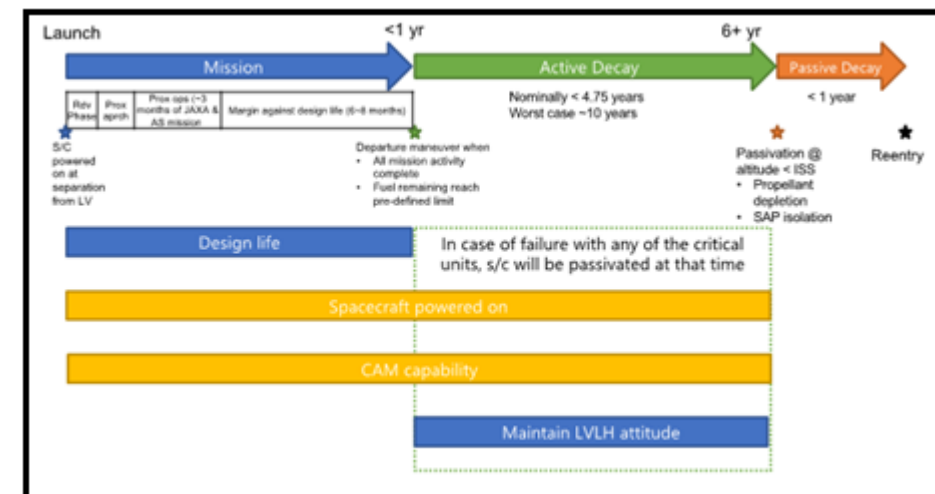 Launch
<1 yr
6+ yr
Mission
Active Decay
Passive Decay
Rdv
Phase
Prox
aprch
Prox ops (~3
months of JAXA &
AS mission
Margin against design life (6~8 months)
Nominally < 4.75 years
Worst case ~10 years
< 1 year
S/C
powered
on at
separation
from LV
Departure maneuver when
• All mission activity
complete
• Fuel remaining reach
pre-defined limit
Passivation @
altitude < ISS
• Propellant
depletion
• SAP isolation
Reentry
Design life
In case of failure with any of the critical
units, s/c will be passivated at that time
Spacecraft powered on
CAM capability
Maintain LVLH attitude